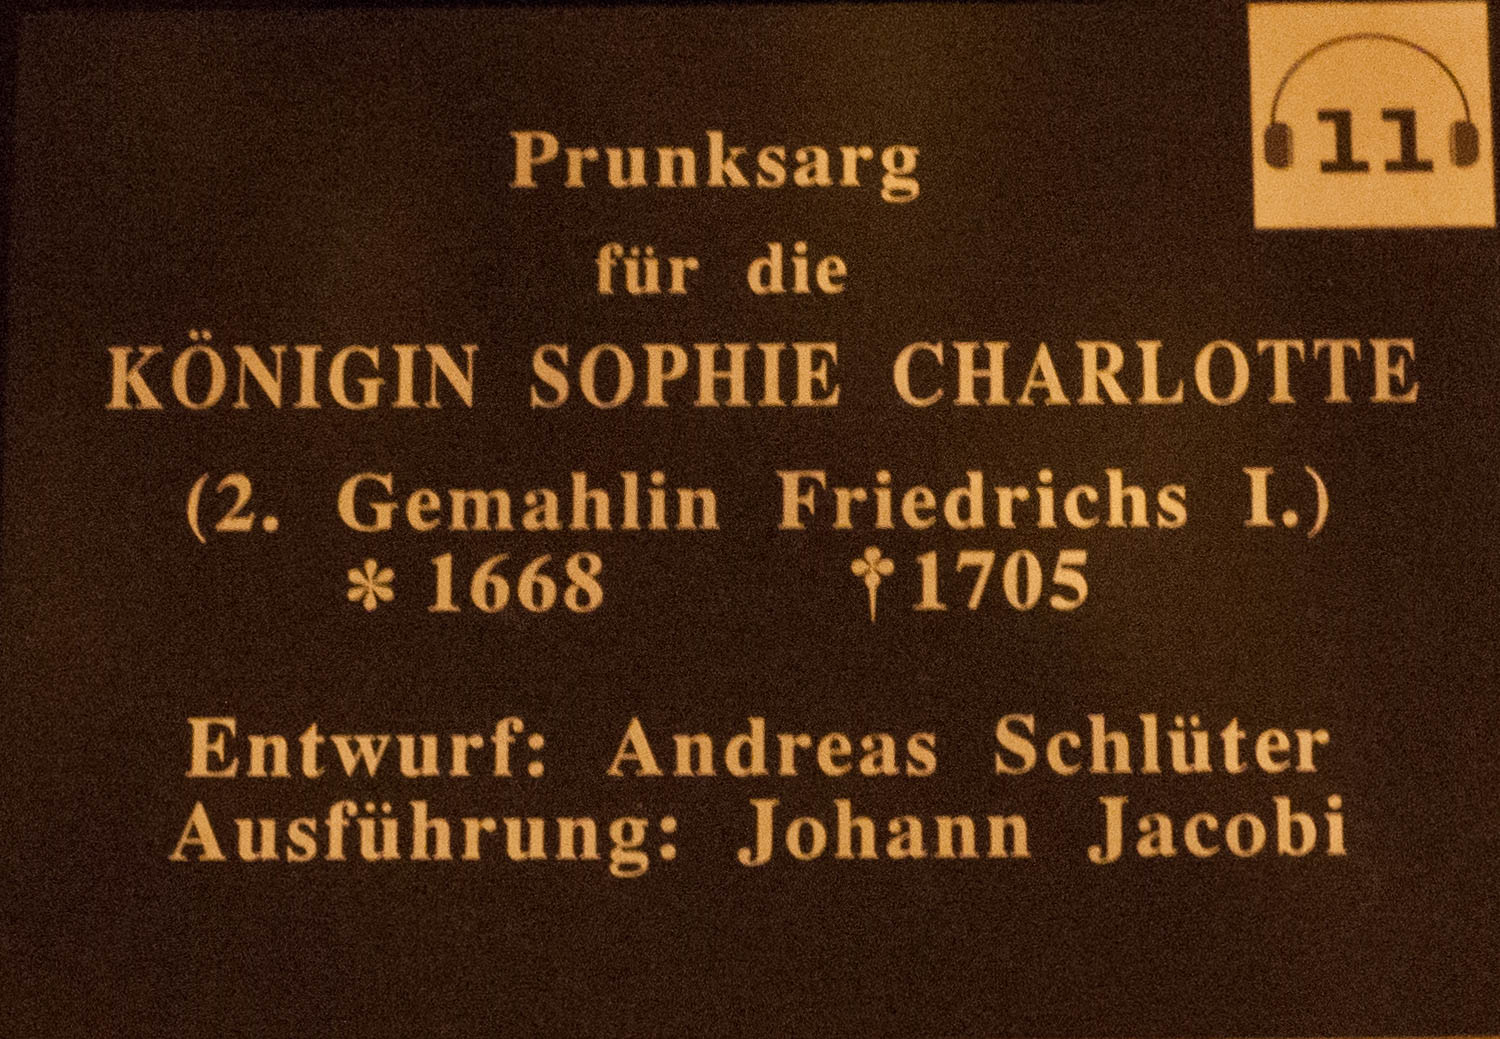 11
Prunksarg
für die
KÖNIGIN SOPHIE CHARLOTTE
(2. Gemahlin Friedrichs I.)
* 1668 †1705
Entwurf: Andreas Schlüter
Ausführung: Johann Jacobi